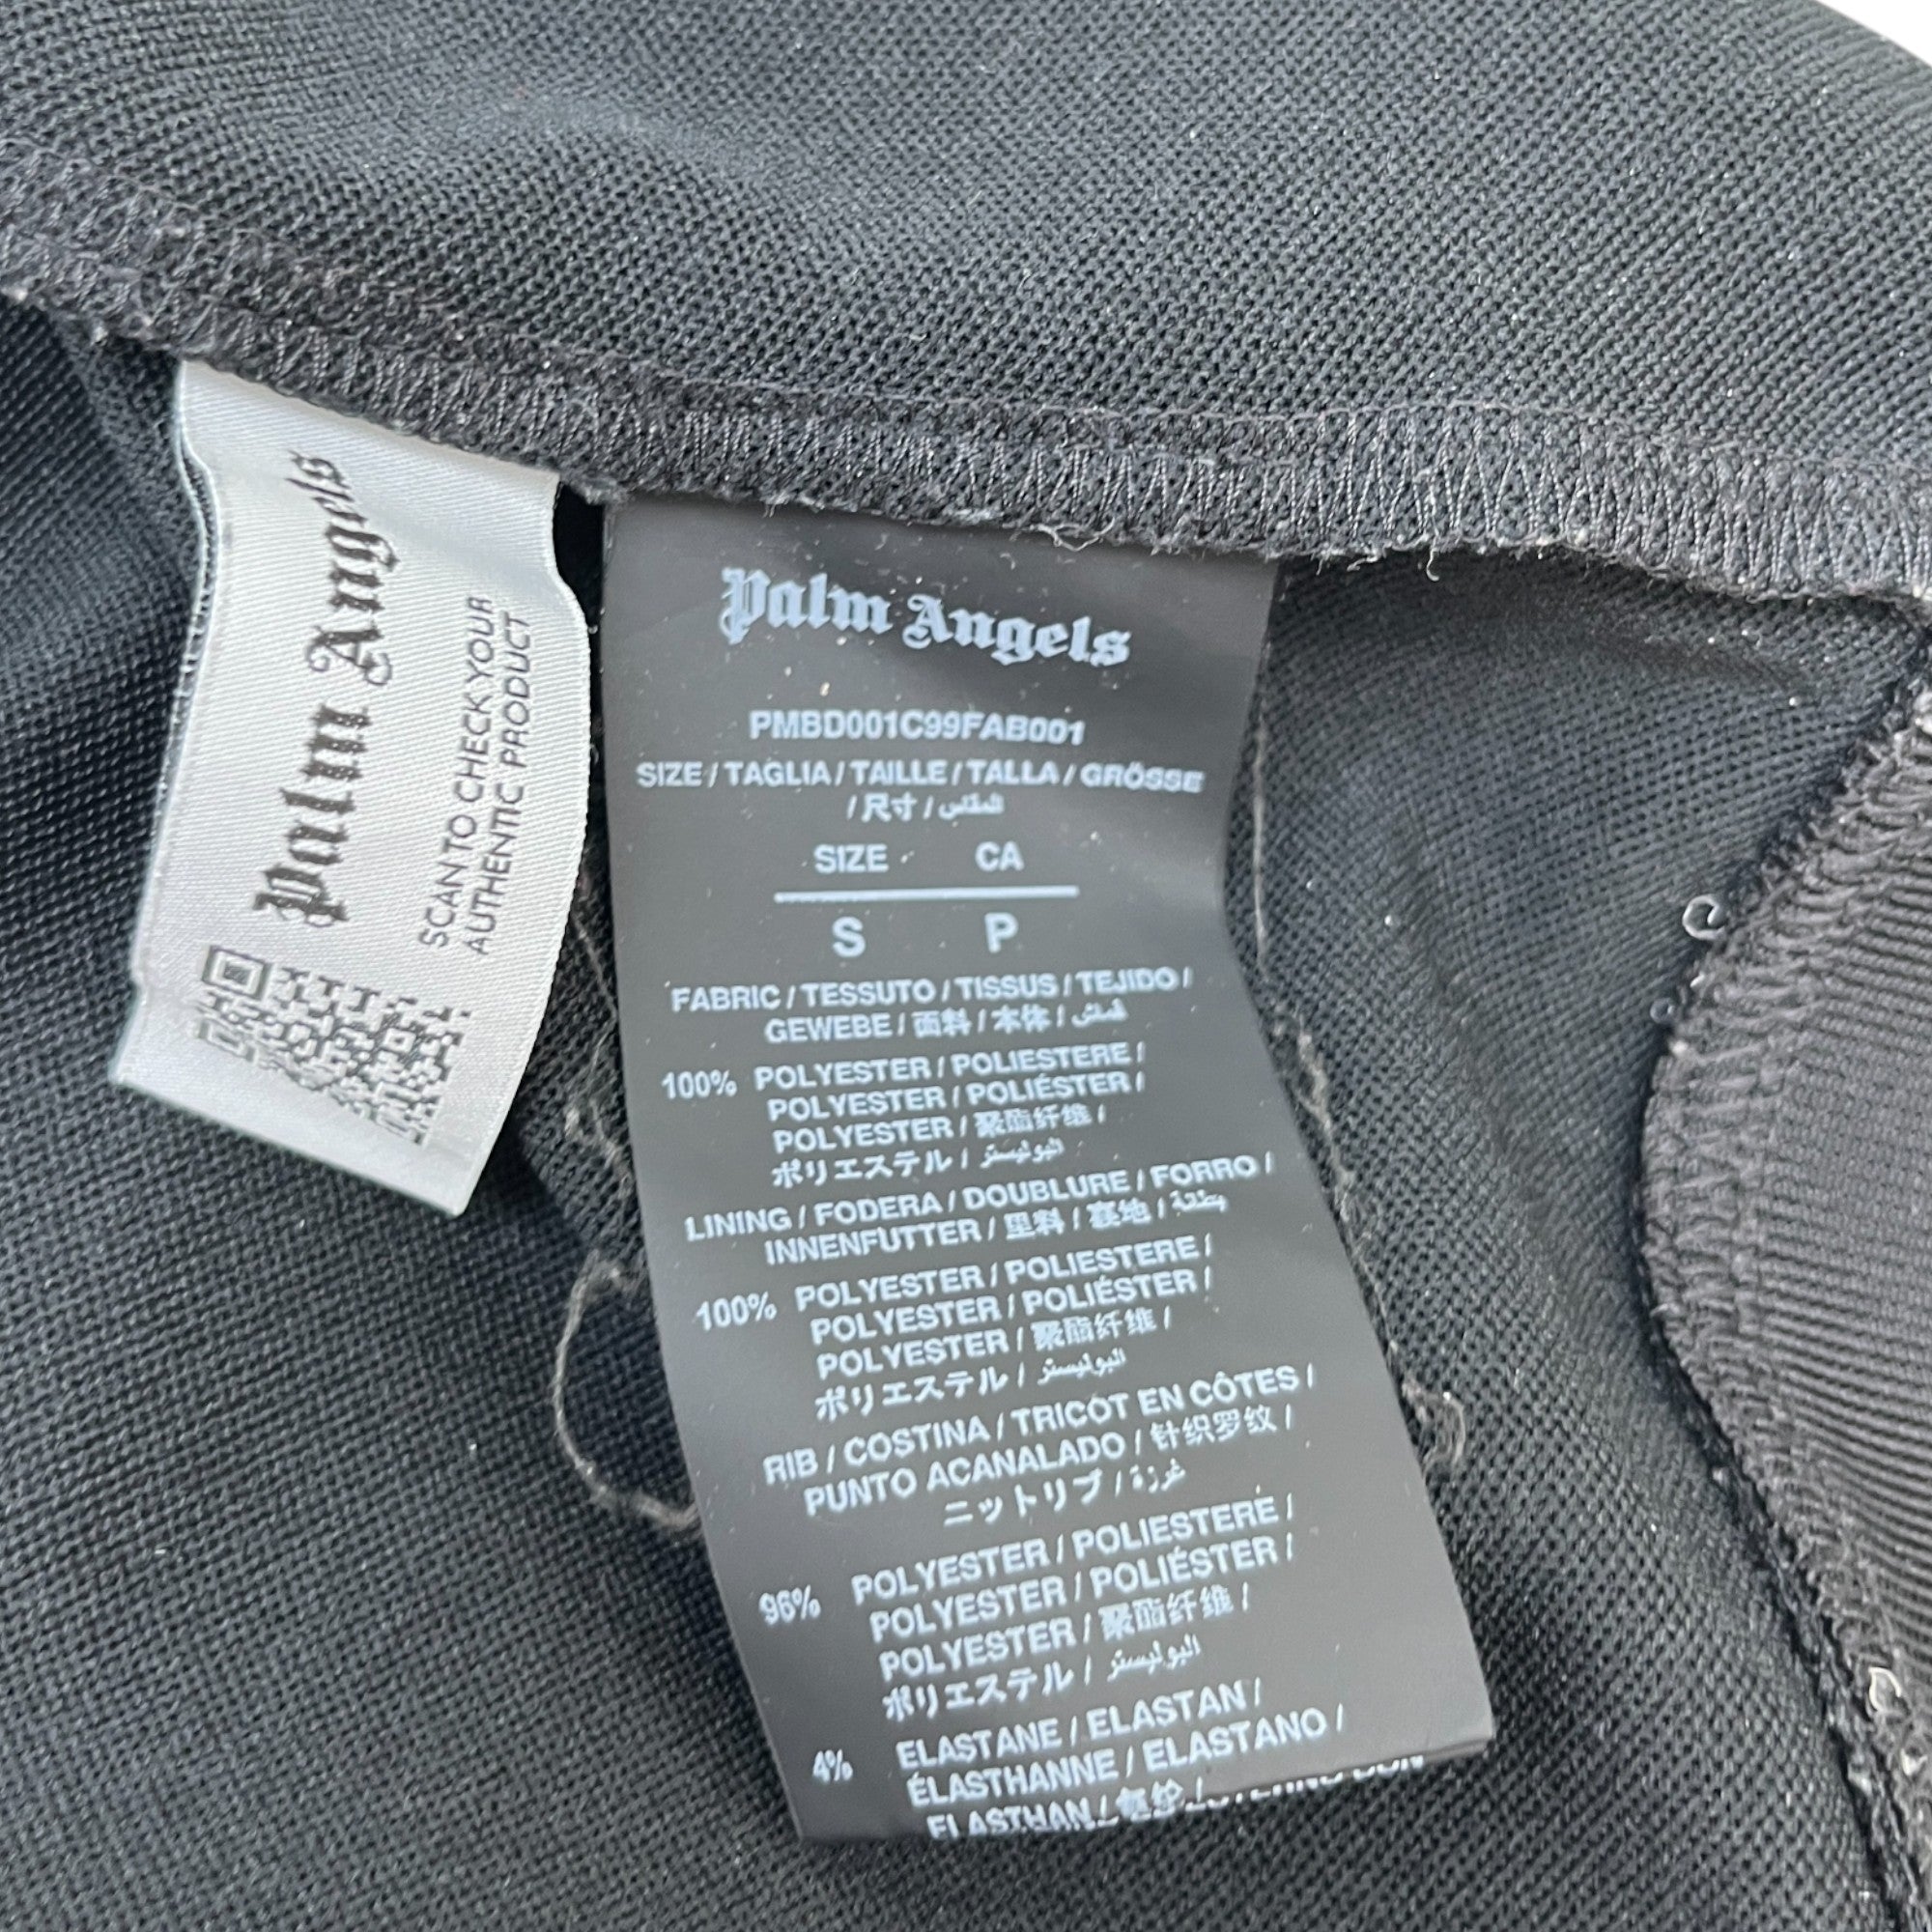 Palm Angels
SCAN TO CHECK YOUR
AUTHENTIC PRODUCT
Palm Angels
PMBD001C99FAB001
SIZE / TAGLIA / TAILLE / TALLA / GRÖSSE
/ 尺寸 / المقاس
SIZE CA
S P
FABRIC / TESSUTO / TISSUS / TEJIDO /
GEWEBE / 面料 / 本体 / قماش
100% POLYESTER / POLIESTERE /
POLYESTER / POLIÉSTER /
POLYESTER / 聚酯纤维 /
ポリエステル / البوليستر
LINING / FODERA / DOUBLURE / FORRO /
INNENFUTTER / 里料 / 裏地 / بطانة
100% POLYESTER / POLIESTERE /
POLYESTER / POLIÉSTER /
POLYESTER / 聚酯纤维 /
ポリエステル / البوليستر
RIB / COSTINA / TRICOT EN CÔTES /
PUNTO ACANALADO / 针织罗纹 /
ニットリブ / غرزة
96% POLYESTER / POLIESTERE /
POLYESTER / POLIÉSTER /
POLYESTER / 聚酯纤维 /
ポリエステル / البوليستر
4% ELASTANE / ELASTAN /
ÉLASTHANNE / ELASTANO /
ELASTHAN / 氨纶 /